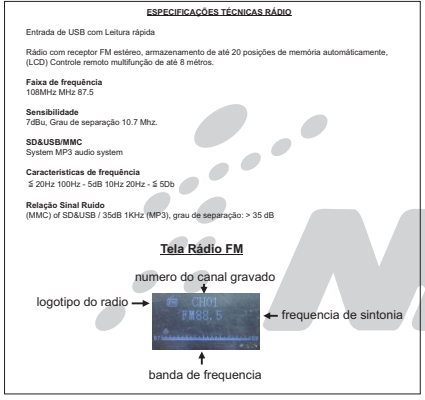 ESPECIFICAÇÕES TÉCNICAS RÁDIO
Entrada de USB com Leitura rápida
Rádio com receptor FM estéreo, armazenamento de até 20 posições de memória automáticamente,
(LCD) Controle remoto multifunção de até 8 métros.
Faixa de frequência
108MHz MHz 87.5
Sensibilidade
7dBu, Grau de separação 10.7 Mhz.
SD&USB/MMC
System MP3 audio system
Caracteristicas de frequência
≦ 20Hz 100Hz - 5dB 10Hz 20Hz - ≦ 5Db
Relação Sinal Ruido
(MMC) of SD&USB / 35dB 1KHz (MP3), grau de separação: > 35 dB
Tela Rádio FM
numero do canal gravado
logotipo do radio
CH01
FM88.5
frequencia de sintonia
banda de frequencia